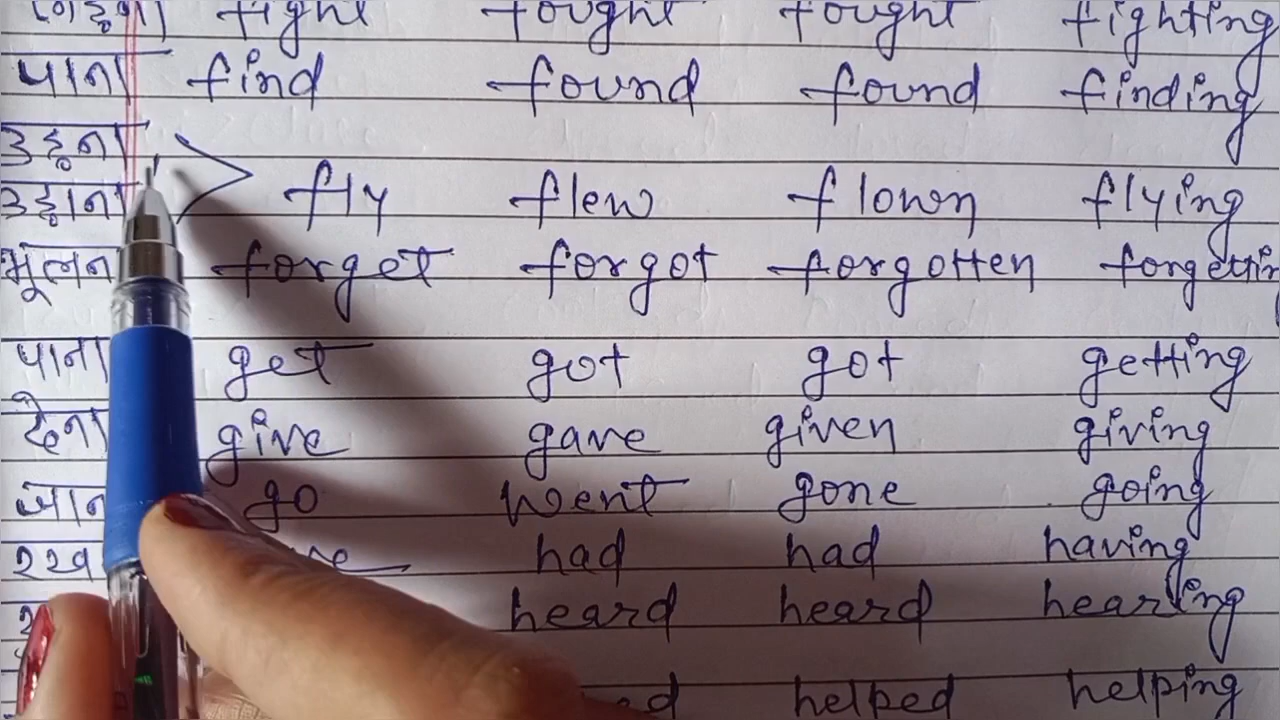 fight fought fought fighting
पाना find found found finding
उड़ना
उड़ाना fly flew flown flying
forget forgot forgotten
पाना get got got getting
देना give gave given giving
go went gone going
had had having
heard heard hearing
helped helping